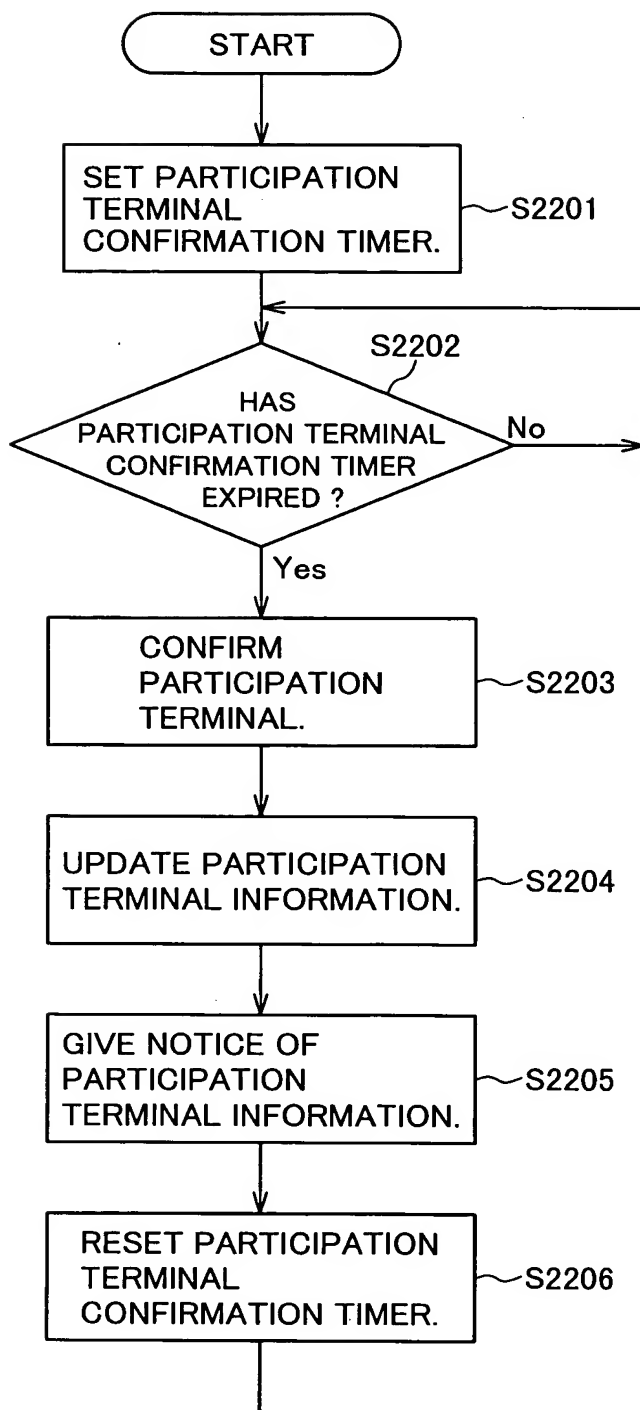 START
SET PARTICIPATION
TERMINAL
CONFIRMATION TIMER.
S2201
S2202
HAS
PARTICIPATION TERMINAL
CONFIRMATION TIMER
EXPIRED ?
No
Yes
CONFIRM
PARTICIPATION
TERMINAL.
S2203
UPDATE PARTICIPATION
TERMINAL INFORMATION.
S2204
GIVE NOTICE OF
PARTICIPATION
TERMINAL INFORMATION.
S2205
RESET PARTICIPATION
TERMINAL
CONFIRMATION TIMER.
S2206